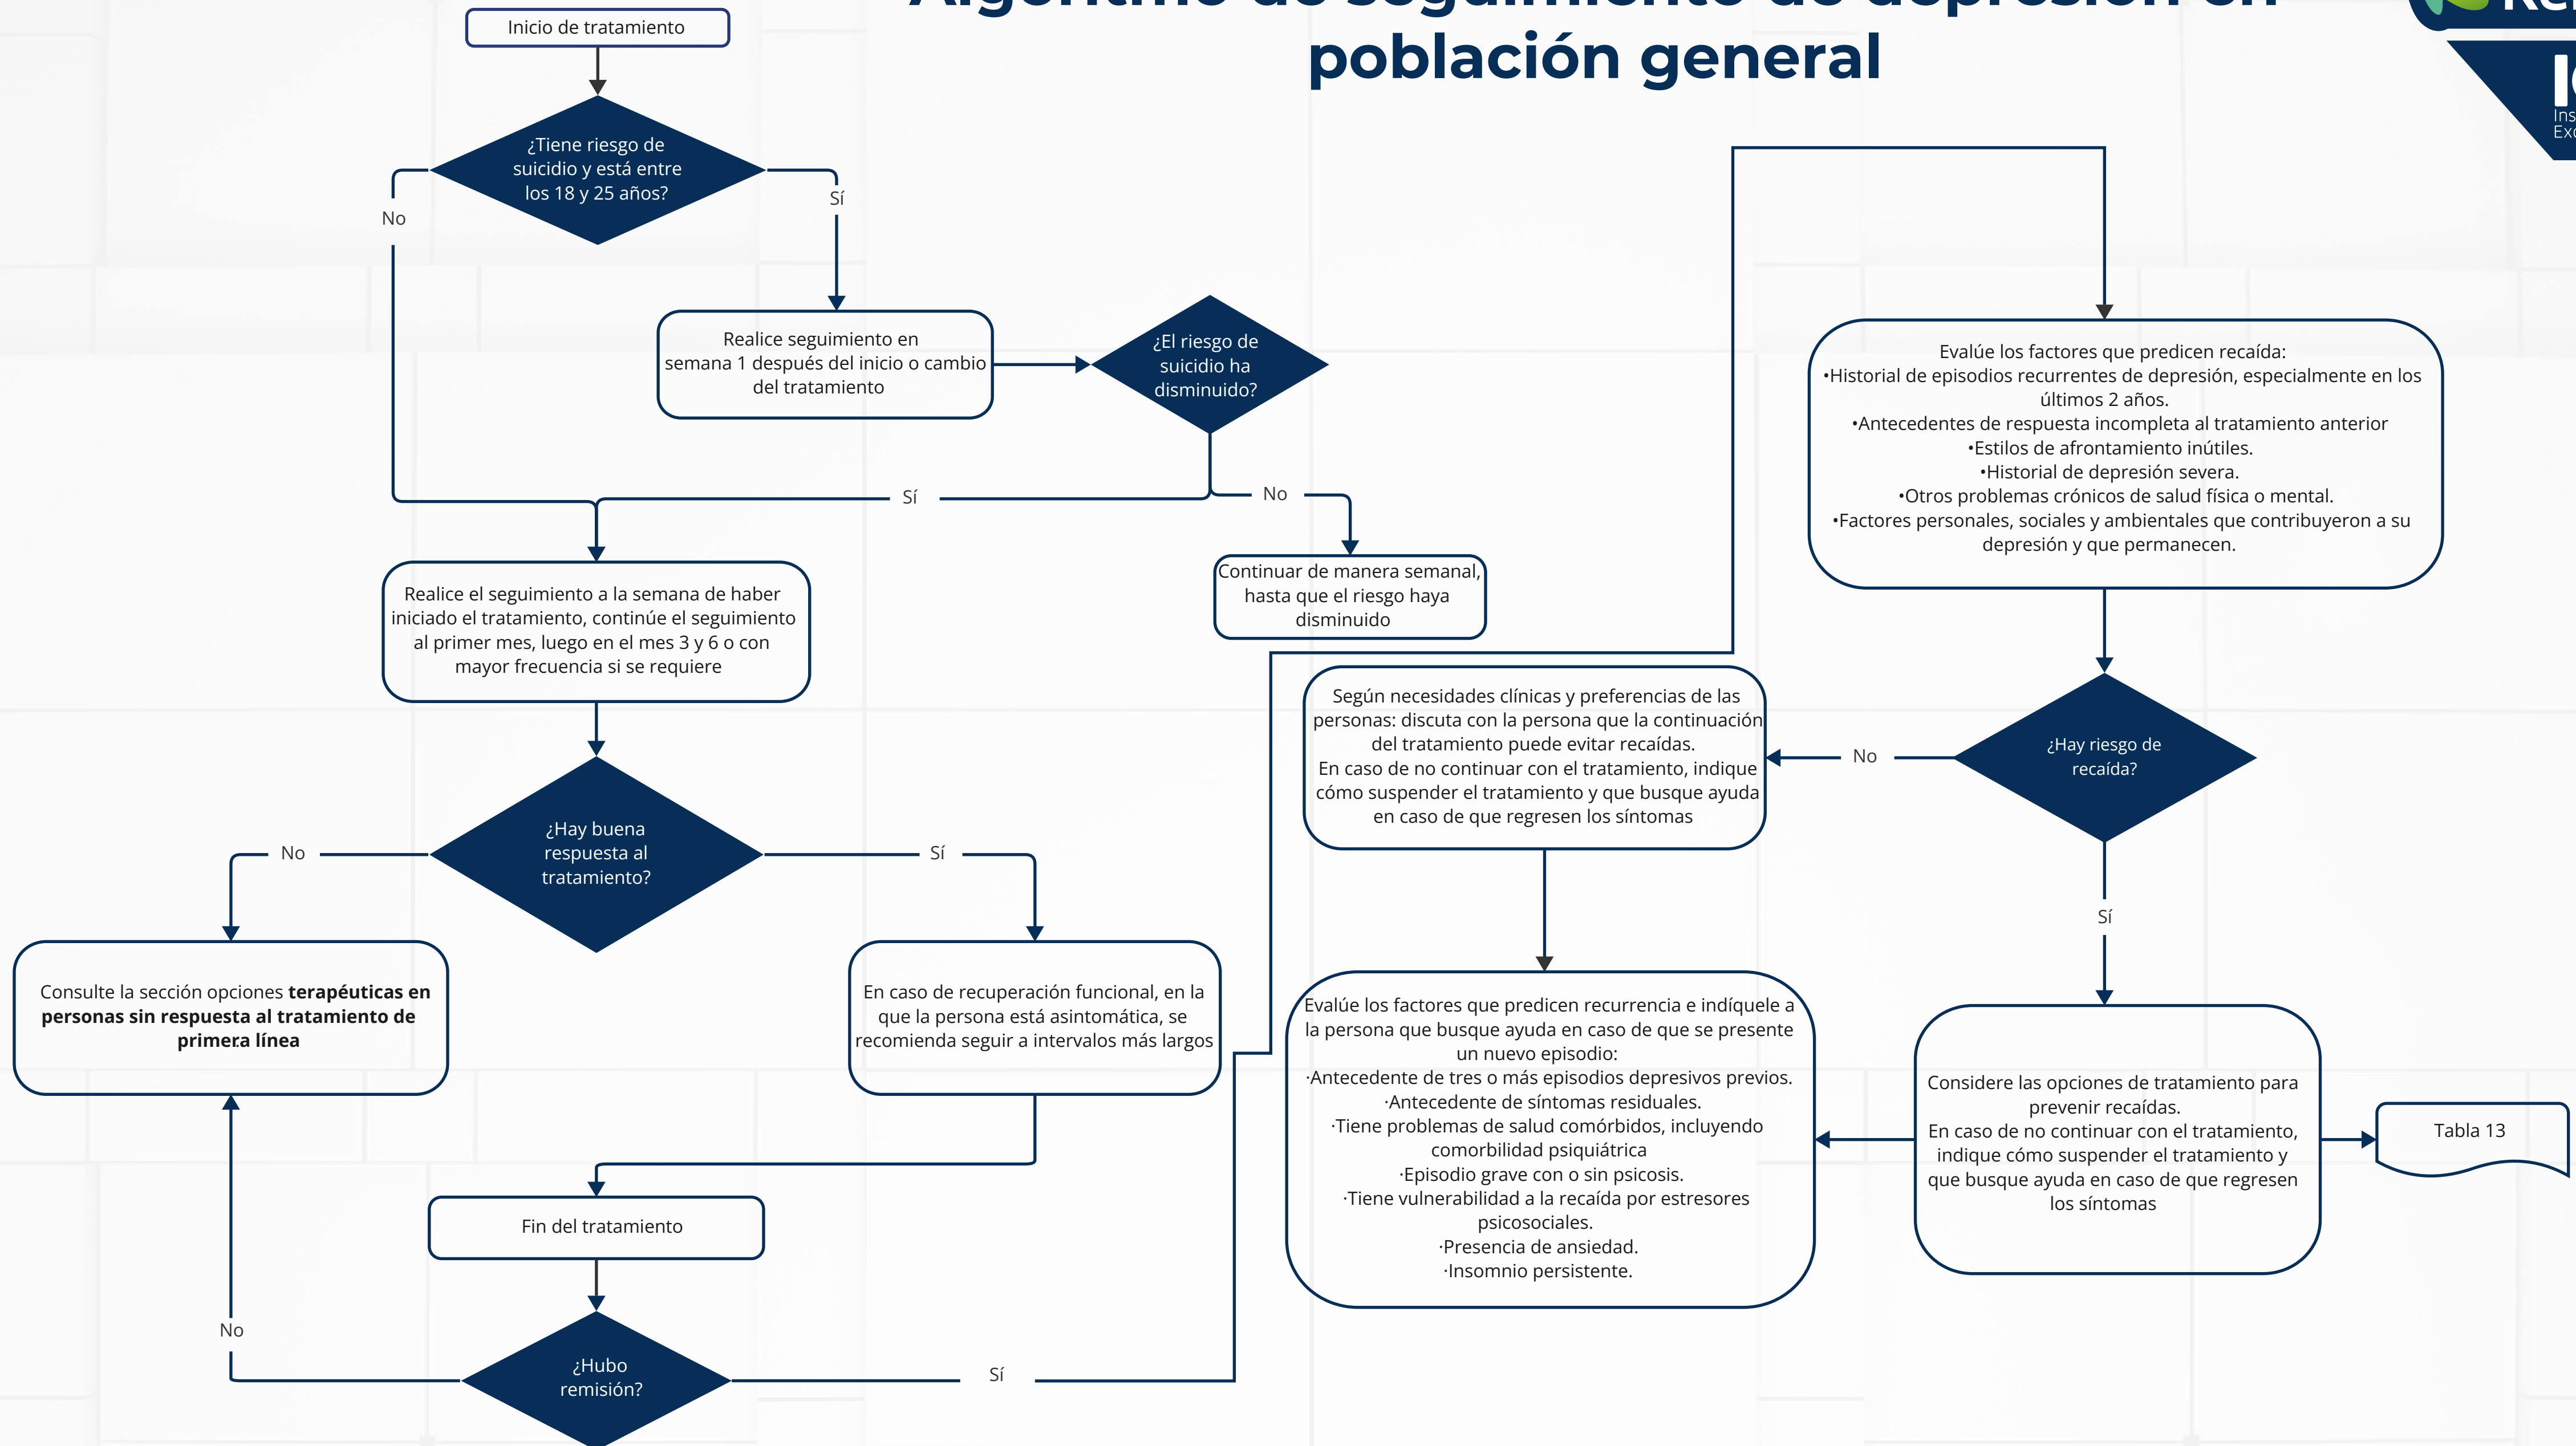 Algoritmo de seguimiento de depresión en
población general
Inicio de tratamiento
¿Tiene riesgo de
suicidio y está entre
los 18 y 25 años?
No
Sí
Realice seguimiento en
semana 1 después del inicio o cambio
del tratamiento
¿El riesgo de
suicidio ha
disminuido?
Sí
No
Continuar de manera semanal,
hasta que el riesgo haya
disminuido
Realice el seguimiento a la semana de haber
iniciado el tratamiento, continúe el seguimiento
al primer mes, luego en el mes 3 y 6 o con
mayor frecuencia si se requiere
¿Hay buena
respuesta al
tratamiento?
No
Sí
Consulte la sección opciones terapéuticas en
personas sin respuesta al tratamiento de
primera línea
En caso de recuperación funcional, en la
que la persona está asintomática, se
recomienda seguir a intervalos más largos
Fin del tratamiento
¿Hubo
remisión?
No
Sí
Evalúe los factores que predicen recaída:
•Historial de episodios recurrentes de depresión, especialmente en los
últimos 2 años.
•Antecedentes de respuesta incompleta al tratamiento anterior
•Estilos de afrontamiento inútiles.
•Historial de depresión severa.
•Otros problemas crónicos de salud física o mental.
•Factores personales, sociales y ambientales que contribuyeron a su
depresión y que permanecen.
¿Hay riesgo de
recaída?
No
Sí
Según necesidades clínicas y preferencias de las
personas: discuta con la persona que la continuación
del tratamiento puede evitar recaídas.
En caso de no continuar con el tratamiento, indique
cómo suspender el tratamiento y que busque ayuda
en caso de que regresen los síntomas
Evalúe los factores que predicen recurrencia e indíquele a
la persona que busque ayuda en caso de que se presente
un nuevo episodio:
·Antecedente de tres o más episodios depresivos previos.
·Antecedente de síntomas residuales.
·Tiene problemas de salud comórbidos, incluyendo
comorbilidad psiquiátrica
·Episodio grave con o sin psicosis.
·Tiene vulnerabilidad a la recaída por estresores
psicosociales.
·Presencia de ansiedad.
·Insomnio persistente.
Considere las opciones de tratamiento para
prevenir recaídas.
En caso de no continuar con el tratamiento,
indique cómo suspender el tratamiento y
que busque ayuda en caso de que regresen
los síntomas
Tabla 13